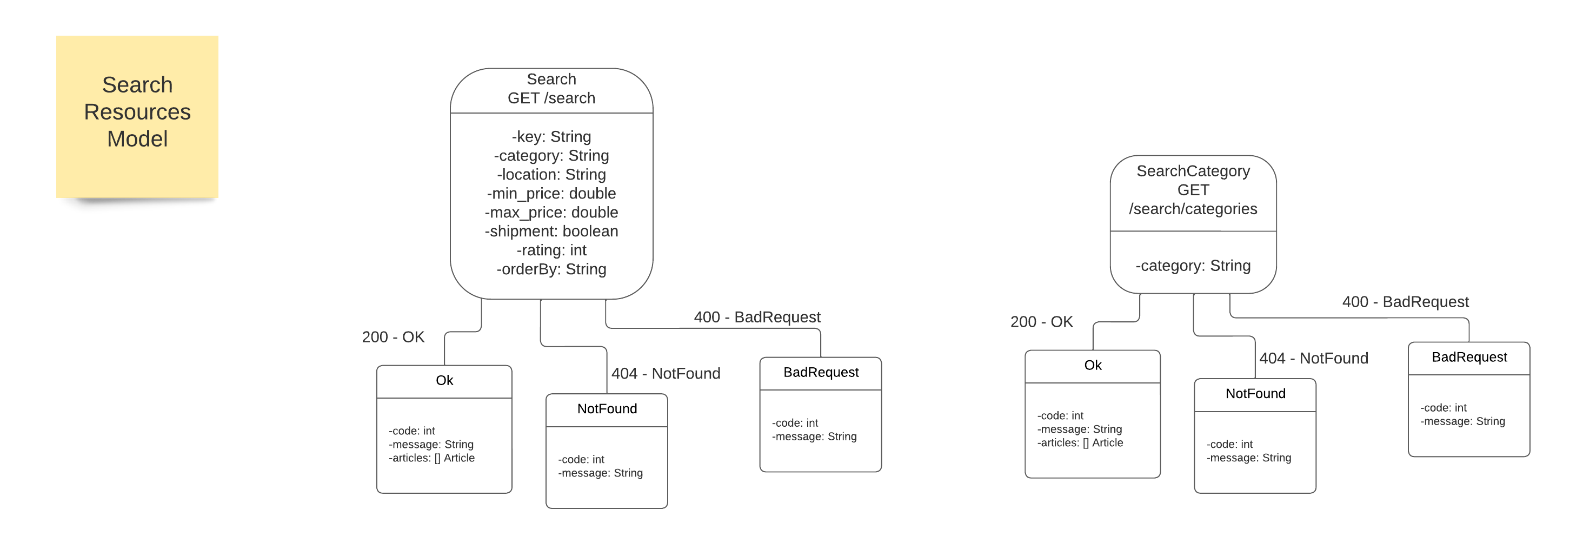 Search
Resources
Model
Search
GET /search
-key: String
-category: String
-location: String
-min_price: double
-max_price: double
-shipment: boolean
-rating: int
-orderBy: String
200 - OK
404 - NotFound
400 - BadRequest
Ok
-code: int
-message: String
-articles: [] Article
NotFound
-code: int
-message: String
BadRequest
-code: int
-message: String
SearchCategory
GET
/search/categories
-category: String
200 - OK
404 - NotFound
400 - BadRequest
Ok
-code: int
-message: String
-articles: [] Article
NotFound
-code: int
-message: String
BadRequest
-code: int
-message: String